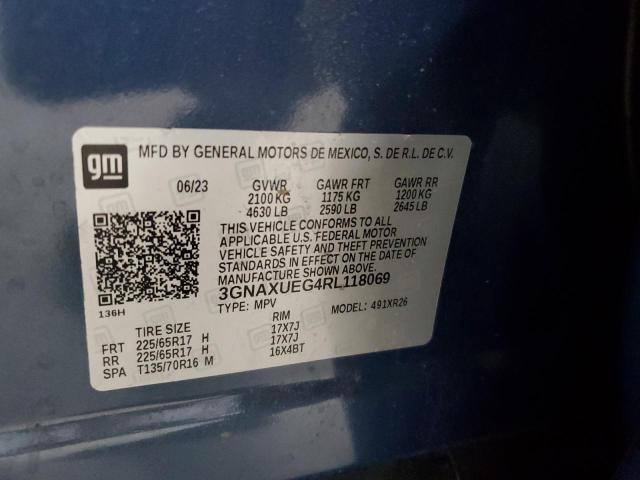 gm
MFD BY GENERAL MOTORS DE MEXICO, S. DE R.L. DE C.V.
06/23 GVWR GAWR FRT GAWR RR
2100 KG 1175 KG 1200 KG
4630 LB 2590 LB 2645 LB
THIS VEHICLE CONFORMS TO ALL
APPLICABLE U.S. FEDERAL MOTOR
VEHICLE SAFETY AND THEFT PREVENTION
STANDARDS IN EFFECT ON THE DATE OF
MANUFACTURE SHOWN ABOVE.
3GNAXUEG4RL118069
136H TYPE: MPV MODEL: 491XR26
TIRE SIZE RIM
FRT 225/65R17 H 17X7J
RR 225/65R17 H 17X7J
SPA T135/70R16 M 16X4BT